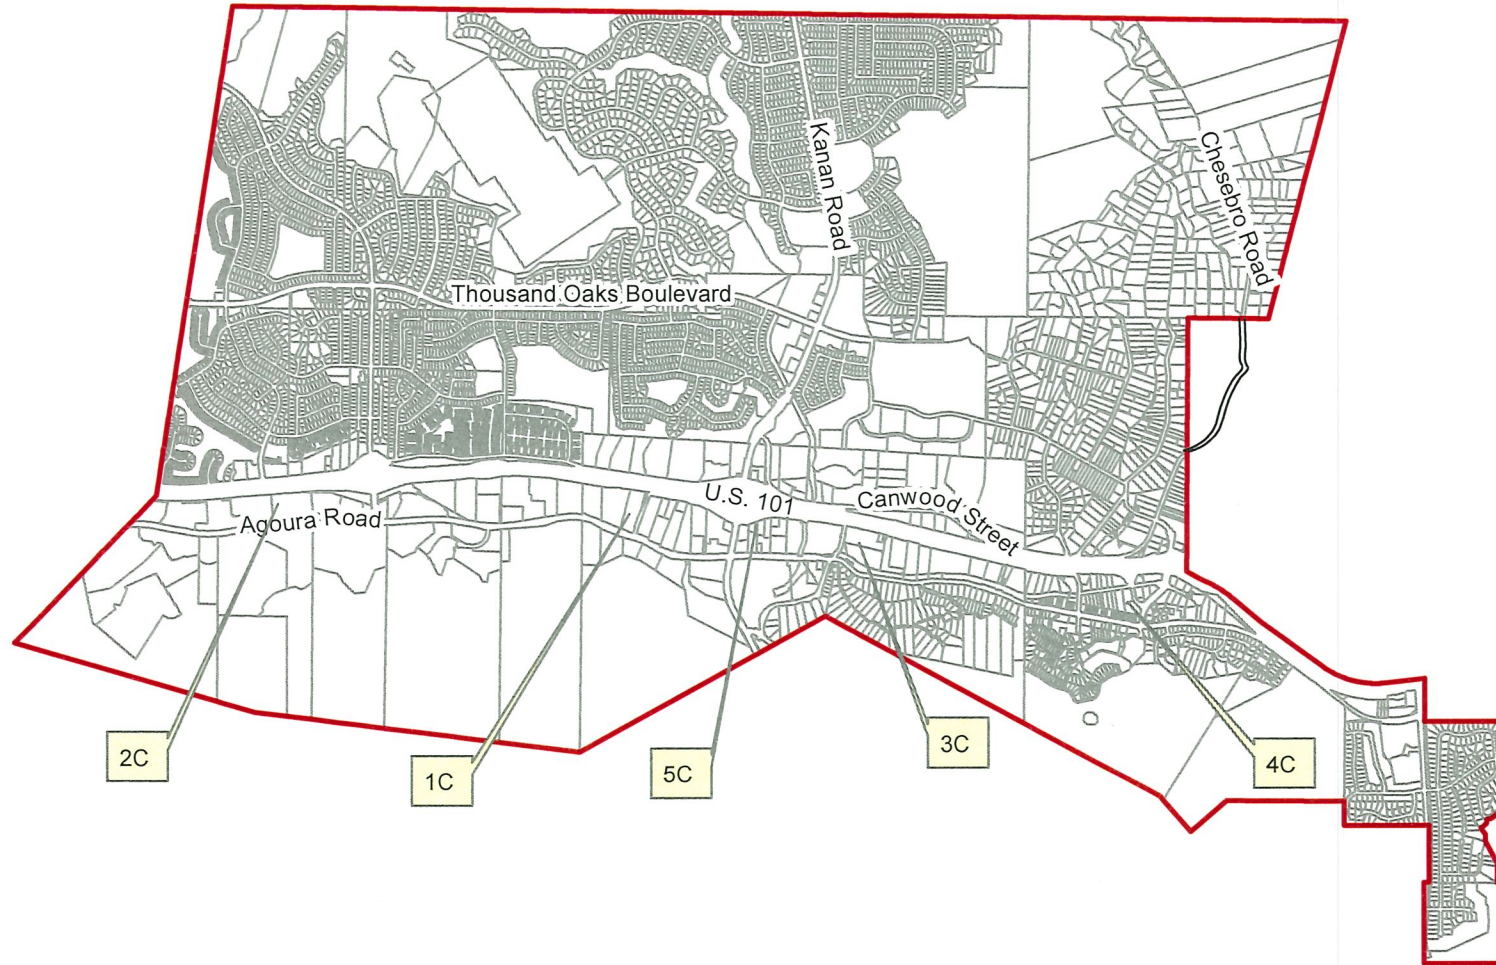 Kanan Road
Chesebro Road
Thousand Oaks Boulevard
U.S. 101
Canwood Street
Agoura Road
2C
1C
5C
3C
4C